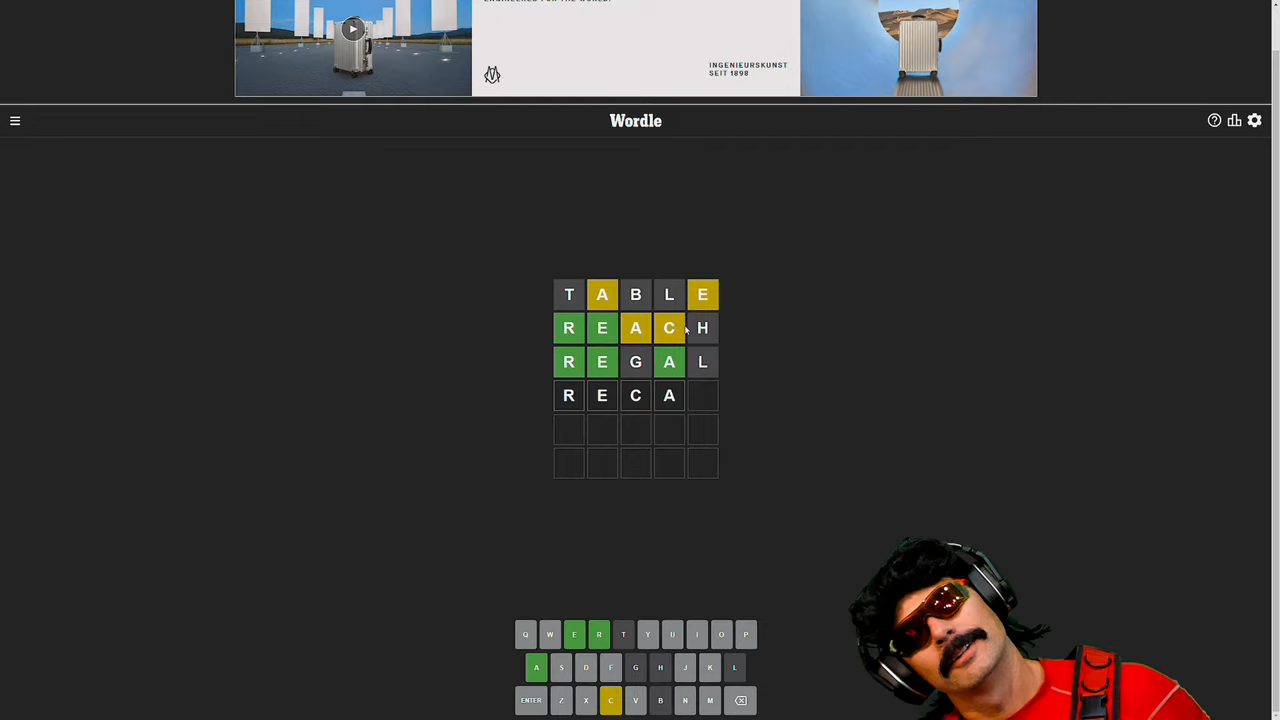 INGENIEURSKUNST
SEIT 1898
Wordle
T A B L E
R E A C H
R E G A L
R E C A
Q W E R T Y U I O P
A S D F G H J K L
ENTER Z X C V B N M